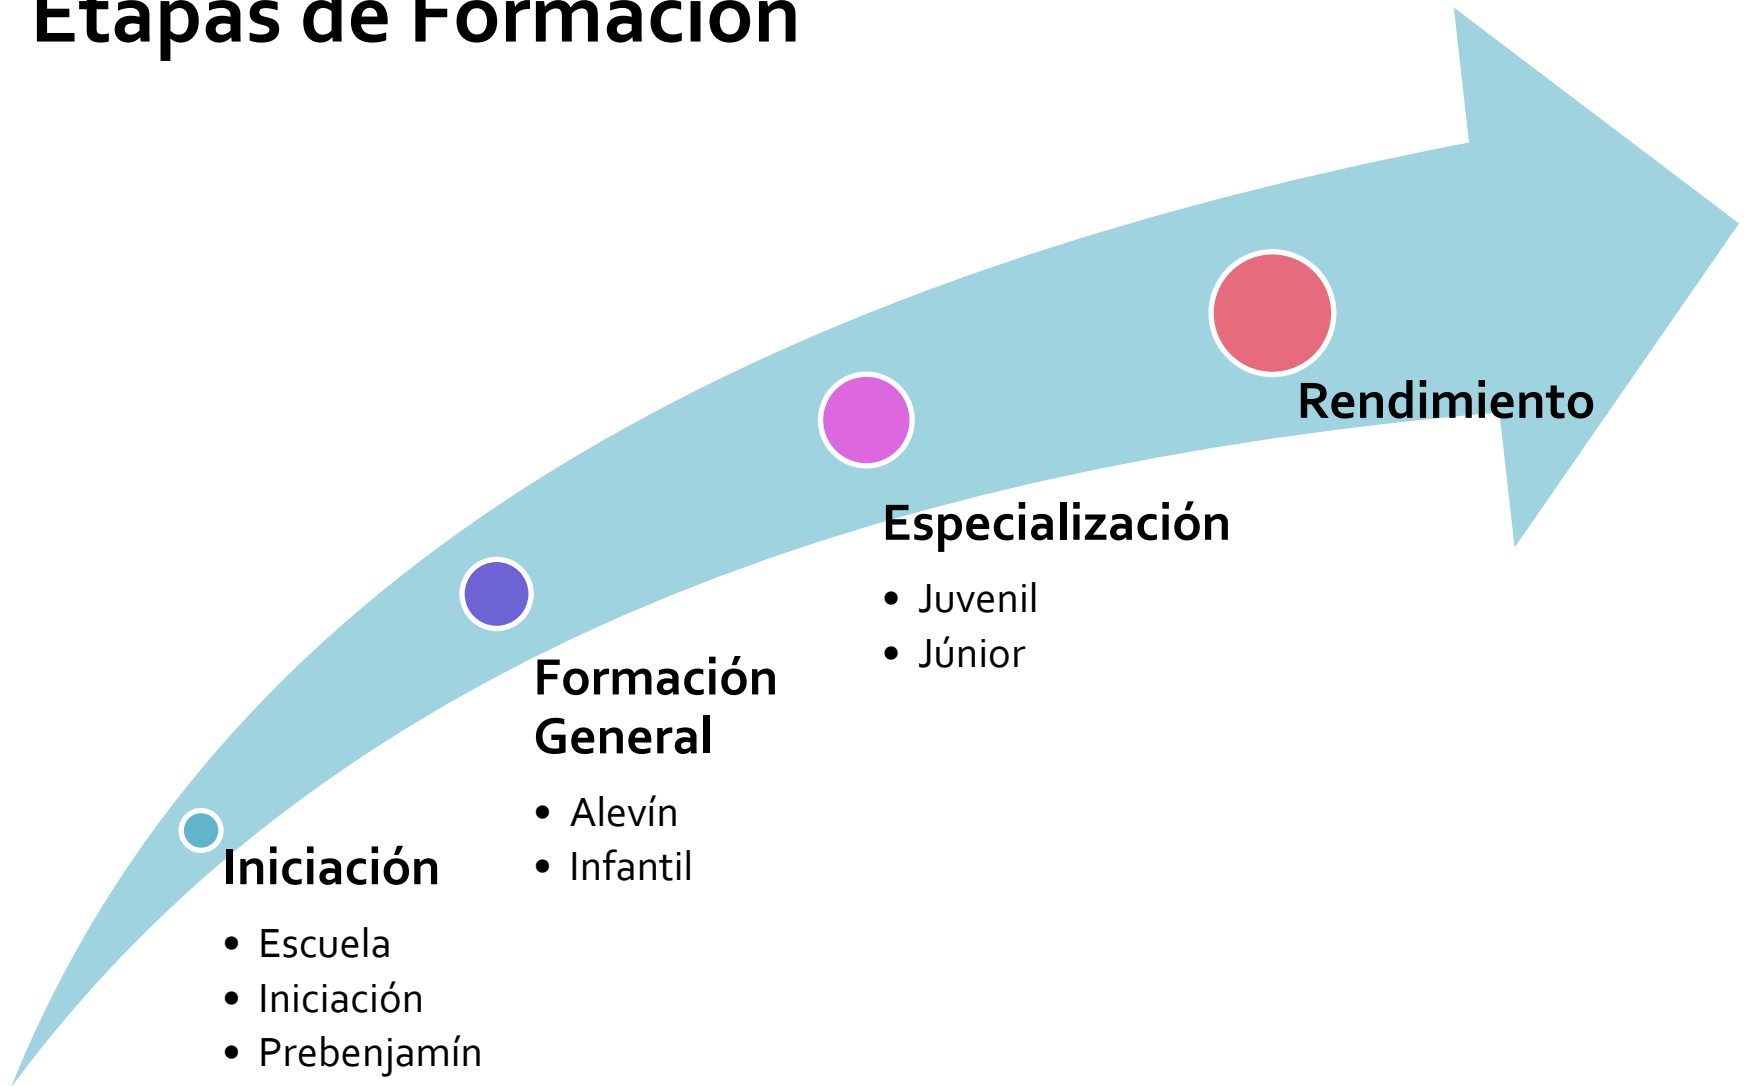 Etapas de Formación
Rendimiento
Especialización
• Juvenil
• Júnior
Formación
General
• Alevín
• Infantil
Iniciación
• Escuela
• Iniciación
• Prebenjamín